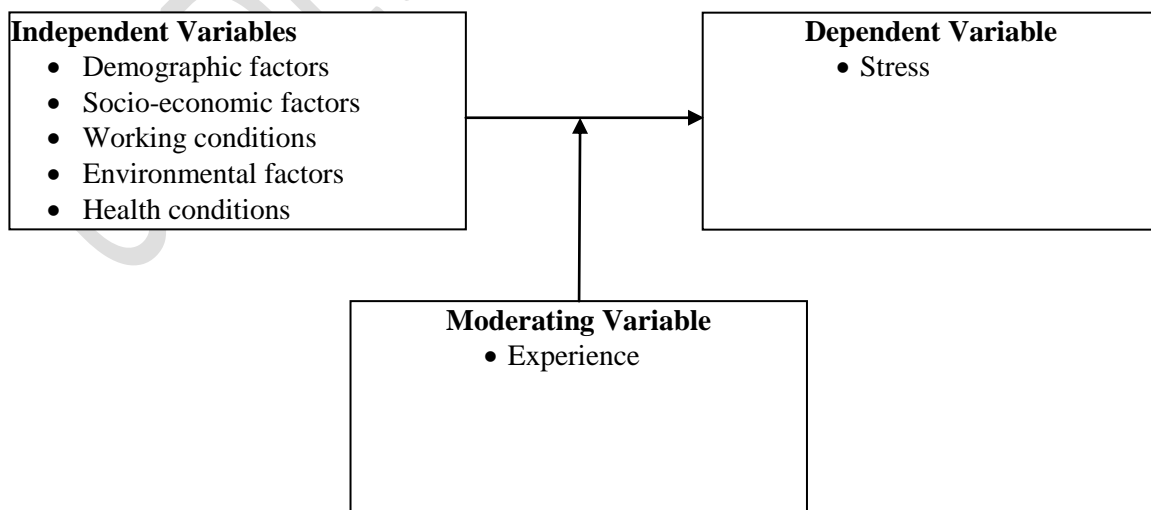 Independent Variables
• Demographic factors
• Socio-economic factors
• Working conditions
• Environmental factors
• Health conditions
Dependent Variable
• Stress
Moderating Variable
• Experience